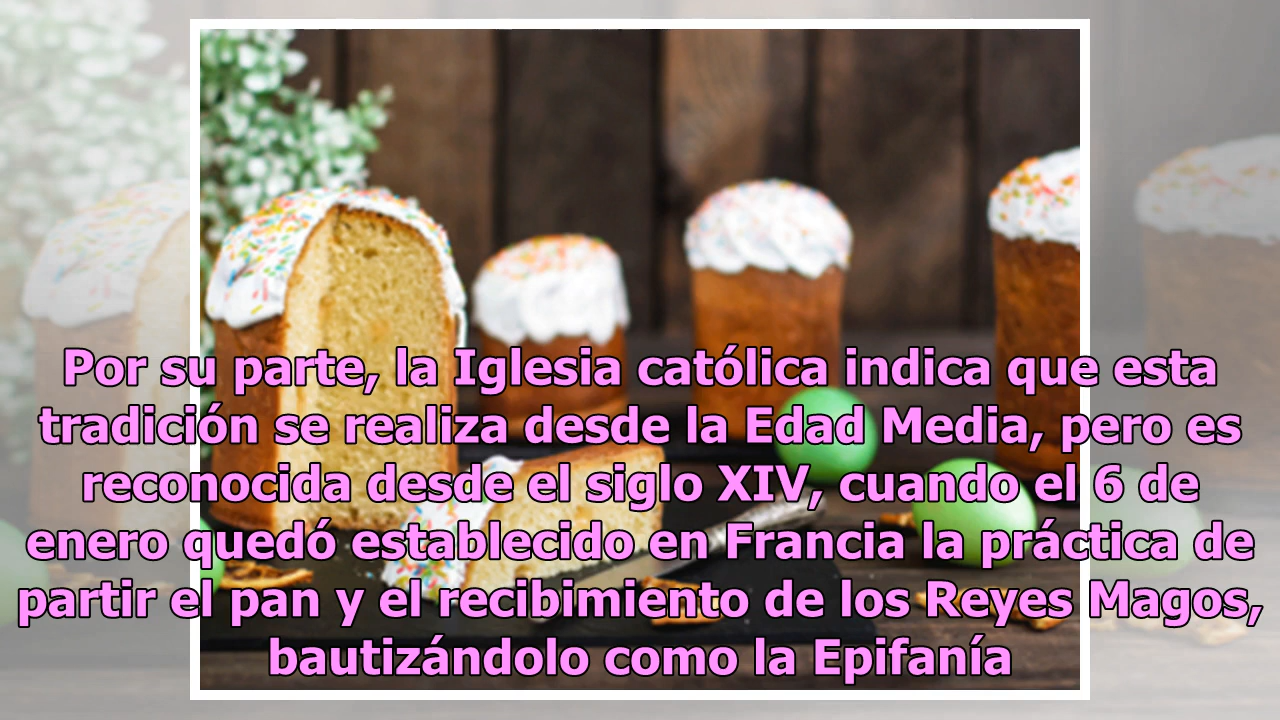 Por su parte, la Iglesia católica indica que esta
tradición se realiza desde la Edad Media, pero es
reconocida desde el siglo XIV, cuando el 6 de
enero quedó establecido en Francia la práctica de
partir el pan y el recibimiento de los Reyes Magos,
bautizándolo como la Epifanía